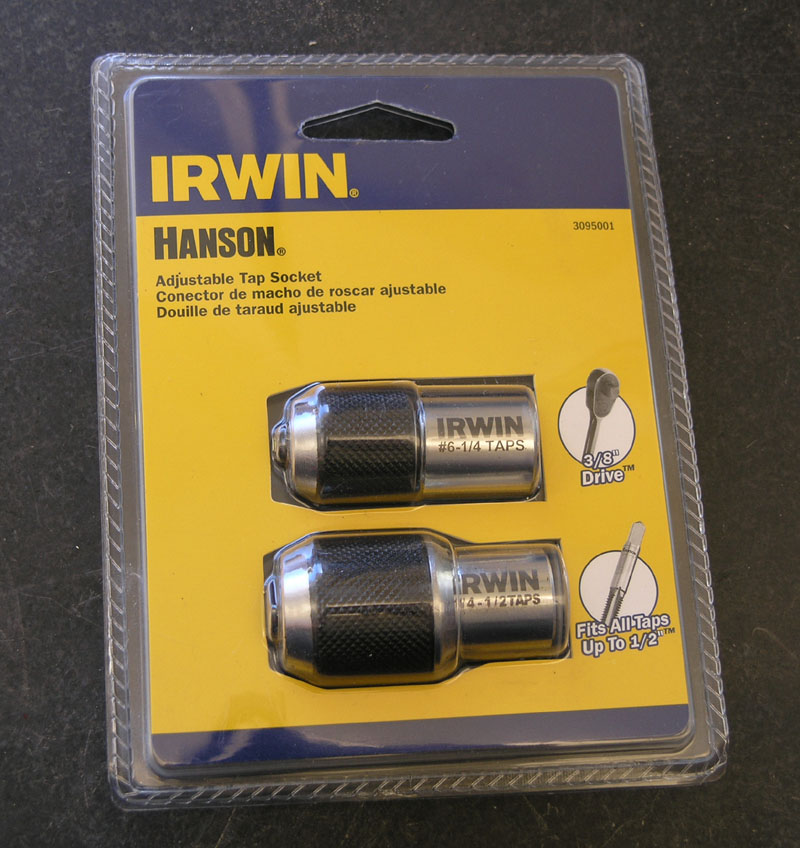 IRWIN®
HANSON®
3095001
Adjustable Tap Socket
Conector de macho de roscar ajustable
Douille de taraud ajustable
IRWIN
#6-1/4 TAPS
3/8"
Drive™
IRWIN
4-1/2TAPS
Fits All Taps
Up To 1/2"™